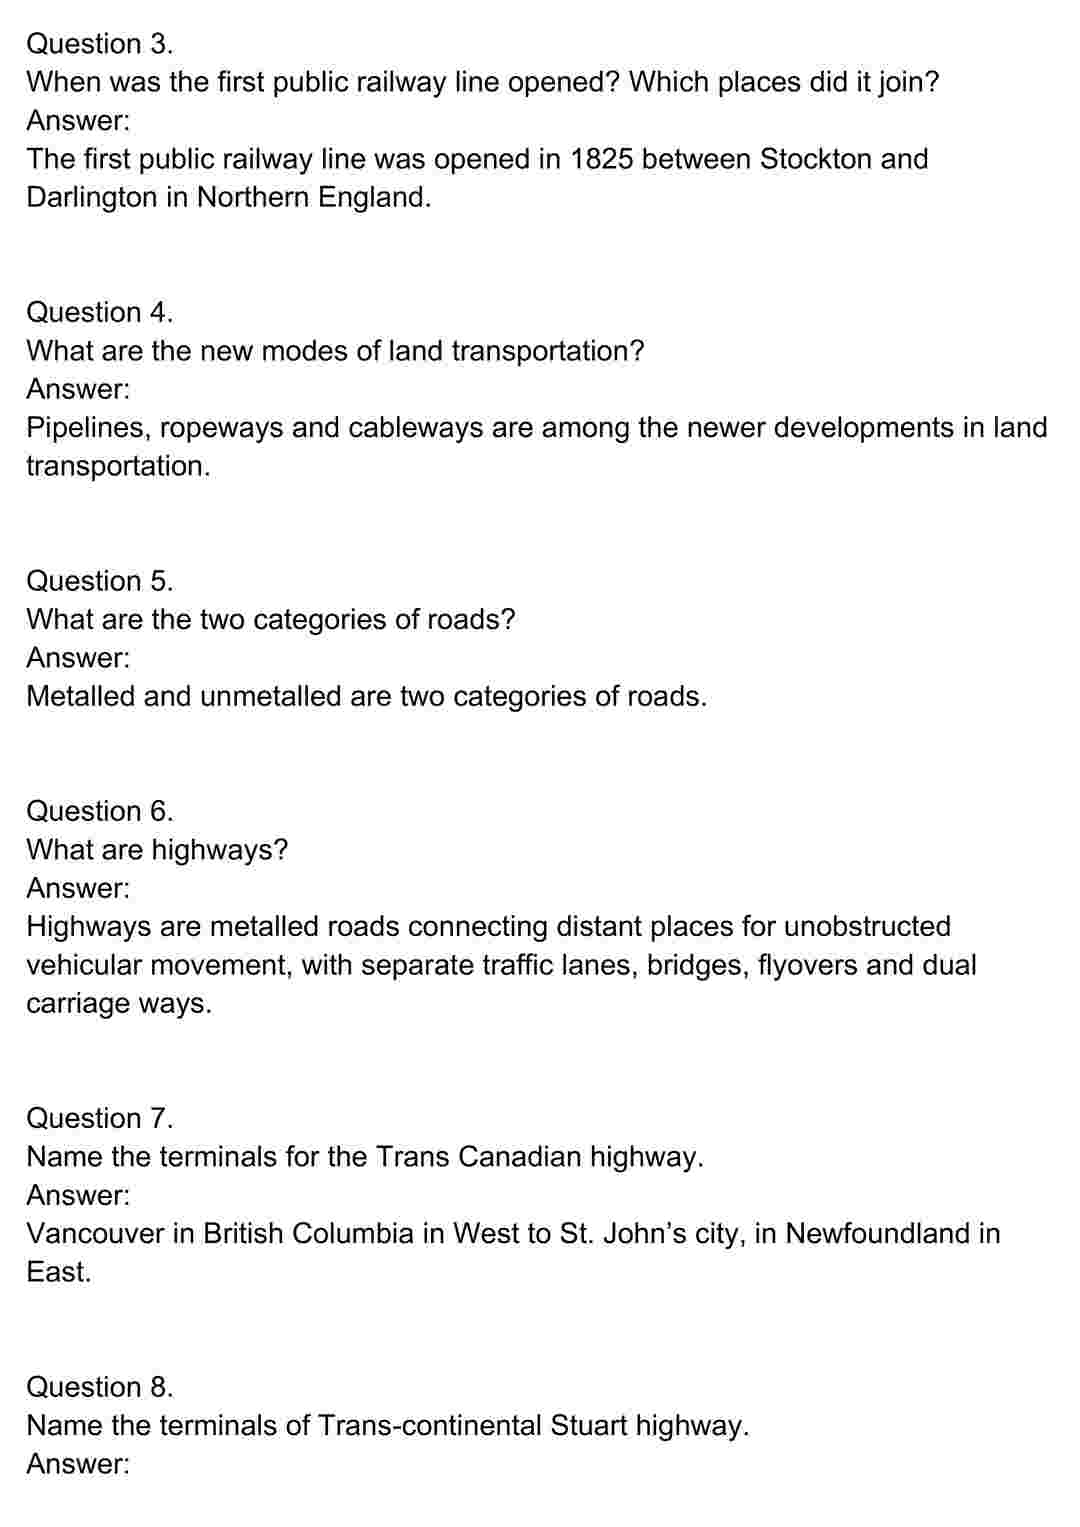 Question 3.
When was the first public railway line opened? Which places did it join?
Answer:
The first public railway line was opened in 1825 between Stockton and
Darlington in Northern England.
Question 4.
What are the new modes of land transportation?
Answer:
Pipelines, ropeways and cableways are among the newer developments in land
transportation.
Question 5.
What are the two categories of roads?
Answer:
Metalled and unmetalled are two categories of roads.
Question 6.
What are highways?
Answer:
Highways are metalled roads connecting distant places for unobstructed
vehicular movement, with separate traffic lanes, bridges, flyovers and dual
carriage ways.
Question 7.
Name the terminals for the Trans Canadian highway.
Answer:
Vancouver in British Columbia in West to St. John’s city, in Newfoundland in
East.
Question 8.
Name the terminals of Trans-continental Stuart highway.
Answer: